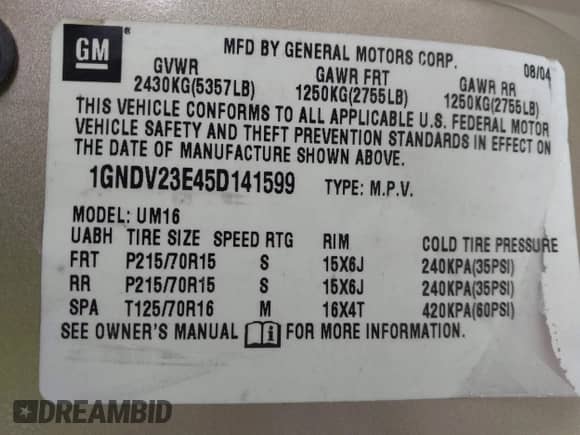 GM ®
MFD BY GENERAL MOTORS CORP. 08/04
GVWR GAWR FRT GAWR RR
2430KG(5357LB) 1250KG(2755LB) 1250KG(2755LB)
THIS VEHICLE CONFORMS TO ALL APPLICABLE U.S. FEDERAL MOTOR
VEHICLE SAFETY AND THEFT PREVENTION STANDARDS IN EFFECT ON
THE DATE OF MANUFACTURE SHOWN ABOVE.
1GNDV23E45D141599 TYPE: M.P.V.
MODEL: UM16
UABH TIRE SIZE SPEED RTG RIM COLD TIRE PRESSURE
FRT P215/70R15 S 15X6J 240KPA(35PSI)
RR P215/70R15 S 15X6J 240KPA(35PSI)
SPA T125/70R16 M 16X4T 420KPA(60PSI)
SEE OWNER'S MANUAL FOR MORE INFORMATION.
DREAMBID